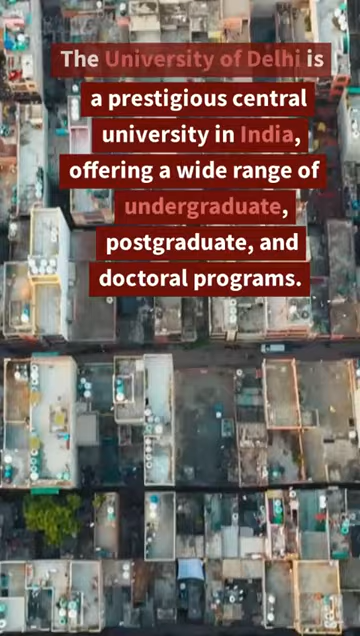 The University of Delhi is
a prestigious central
university in India,
offering a wide range of
undergraduate,
postgraduate, and
doctoral programs.